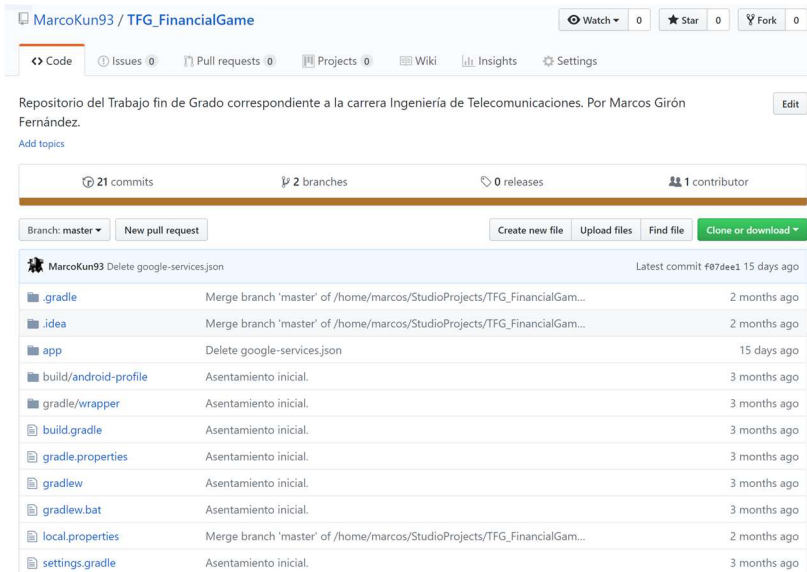 MarcoKun93 / TFG_FinancialGame
Watch 0 Star 0 Fork 0
Code Issues 0 Pull requests 0 Projects 0 Wiki Insights Settings
Repositorio del Trabajo fin de Grado correspondiente a la carrera Ingeniería de Telecomunicaciones. Por Marcos Girón
Fernández.
Edit
Add topics
21 commits 2 branches 0 releases 1 contributor
Branch: master New pull request Create new file Upload files Find file Clone or download
MarcoKun93 Delete google-services.json Latest commit f07dee1 15 days ago
.gradle Merge branch 'master' of /home/marcos/StudioProjects/TFG_FinancialGam... 2 months ago
.idea Merge branch 'master' of /home/marcos/StudioProjects/TFG_FinancialGam... 2 months ago
app Delete google-services.json 15 days ago
build/android-profile Asentamiento inicial. 3 months ago
gradle/wrapper Asentamiento inicial. 3 months ago
build.gradle Asentamiento inicial. 3 months ago
gradle.properties Asentamiento inicial. 3 months ago
gradlew Asentamiento inicial. 3 months ago
gradlew.bat Asentamiento inicial. 3 months ago
local.properties Merge branch 'master' of /home/marcos/StudioProjects/TFG_FinancialGam... 2 months ago
settings.gradle Asentamiento inicial. 3 months ago